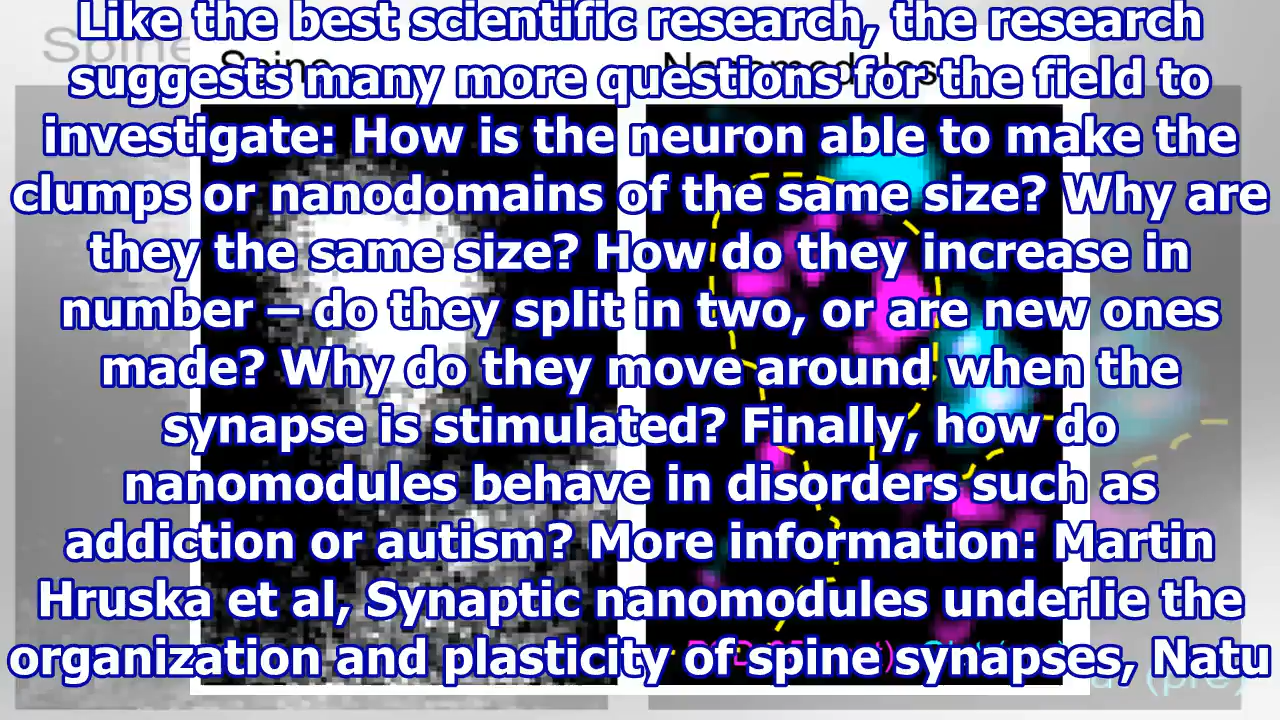 Like the best scientific research, the research
suggests many more questions for the field to
investigate: How is the neuron able to make the
clumps or nanodomains of the same size? Why are
they the same size? How do they increase in
number – do they split in two, or are new ones
made? Why do they move around when the
synapse is stimulated? Finally, how do
nanomodules behave in disorders such as
addiction or autism? More information: Martin
Hruska et al, Synaptic nanomodules underlie the
organization and plasticity of spine synapses, Natu
Spine
Spine
Nanomodules
(pre)